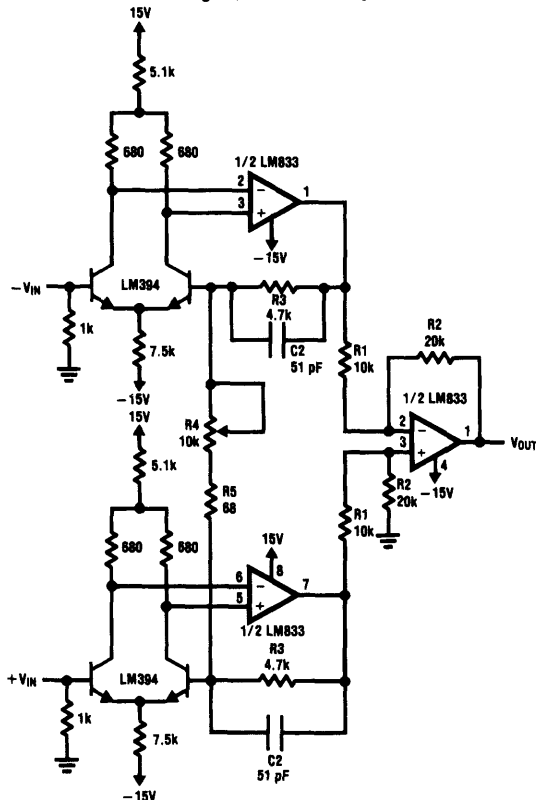 15V
5.1k
680
680
1/2 LM833
2
−
1
3
+
−15V
−VIN
LM394
1k
R3
4.7k
C2
51 pF
7.5k
R1
10k
R2
20k
1/2 LM833
2
−
1
VOUT
3
+
4
−15V
R2
20k
−15V
15V
R4
10k
5.1k
R5
68
R1
10k
680
680
15V
8
6
−
7
5
+
1/2 LM833
R3
4.7k
+VIN
LM394
1k
7.5k
C2
51 pF
−15V